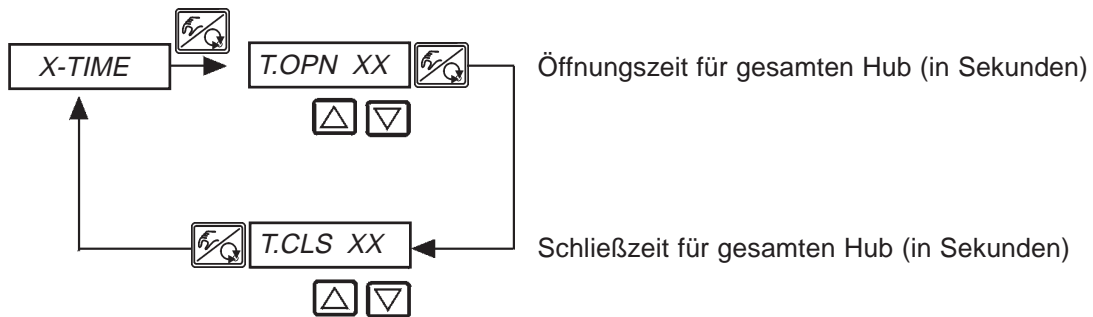 X-TIME
T.OPN XX
Öffnungszeit für gesamten Hub (in Sekunden)
T.CLS XX
Schließzeit für gesamten Hub (in Sekunden)